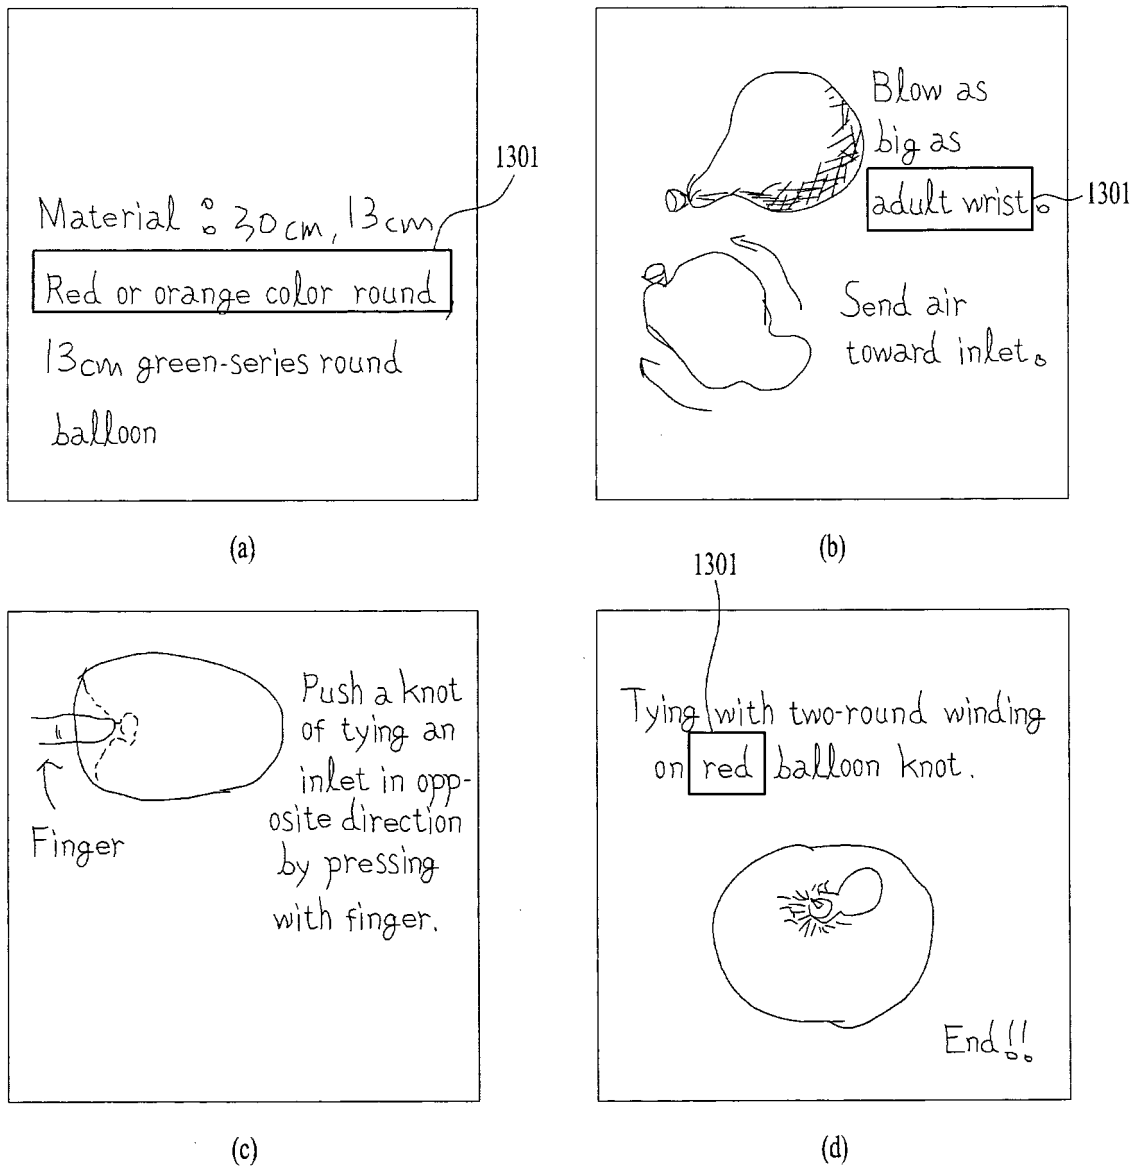 1301
Material : 30cm, 13cm
Red or orange color round
13cm green-series round
balloon
(a)
Blow as
big as
adult wrist.
1301
Send air
toward inlet.
(b)
Push a knot
of tying an
inlet in opp-
osite direction
by pressing
with finger.
Finger
(c)
1301
Tying with two-round winding
on red balloon knot.
End!!
(d)